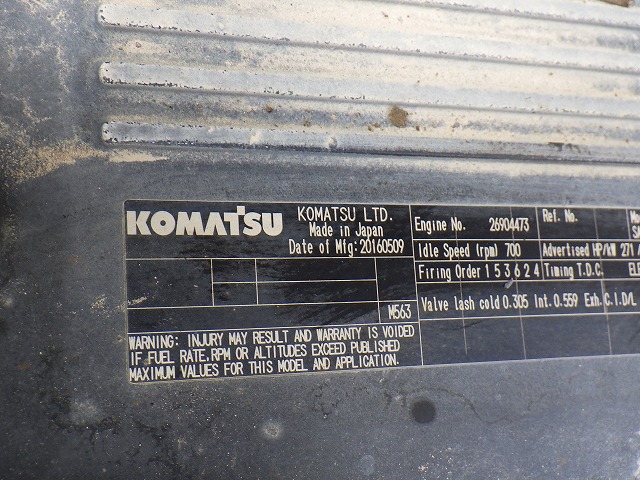 KOMATSU KOMATSU LTD.
Made in Japan
Date of Mfg: 20160509
M563
WARNING: INJURY MAY RESULT AND WARRANTY IS VOIDED
IF FUEL RATE, RPM OR ALTITUDES EXCEED PUBLISHED
MAXIMUM VALUES FOR THIS MODEL AND APPLICATION.
Engine No. 26904473 Ref. No.
Idle Speed (rpm) 700 Advertised HP/kW 271
Firing Order 1 5 3 6 2 4 Timing T.D.C.
Valve lash cold 0.305 Int. 0.559 Exh. C.I.D/L